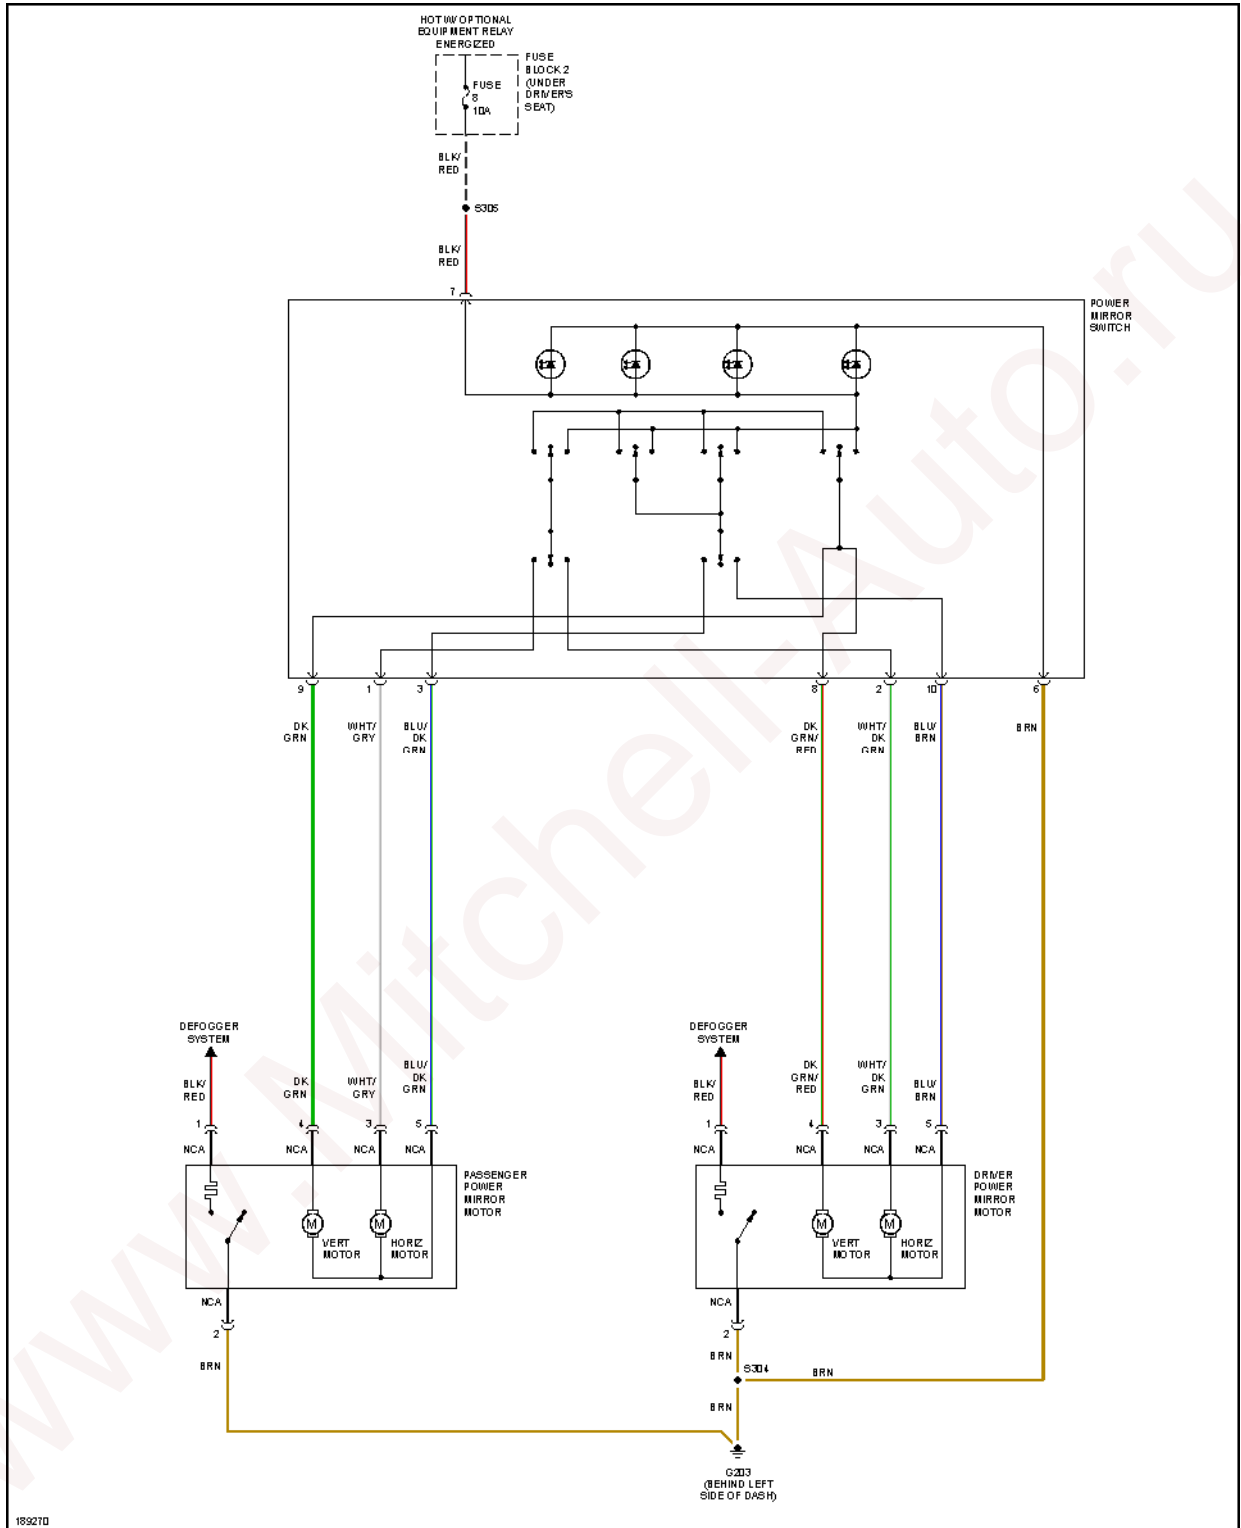 HOT W/ OPTIONAL
EQUIPMENT RELAY
ENERGIZED
FUSE
BLOCK 2
(UNDER
DRIVER'S
SEAT)
FUSE
8
10A
BLK/
RED
S305
BLK/
RED
7
POWER
MIRROR
SWITCH
9 1 3 8 2 10 6
DK
GRN
WHT/
GRY
BLU/
DK
GRN
DK
GRN/
RED
WHT/
DK
GRN
BLU/
BRN
BRN
DEFOGGER
SYSTEM
BLK/
RED
DK
GRN
WHT/
GRY
BLU/
DK
GRN
DEFOGGER
SYSTEM
BLK/
RED
DK
GRN/
RED
WHT/
DK
GRN
BLU/
BRN
1 4 3 5 1 4 3 5
NCA NCA NCA NCA NCA NCA NCA NCA
PASSENGER
POWER
MIRROR
MOTOR
M
VERT
MOTOR
M
HORIZ
MOTOR
DRIVER
POWER
MIRROR
MOTOR
M
VERT
MOTOR
M
HORIZ
MOTOR
NCA
2
BRN
NCA
2
BRN
S304
BRN
BRN
G203
(BEHIND LEFT
SIDE OF DASH)
189270
www.Mitchell-Auto.ru